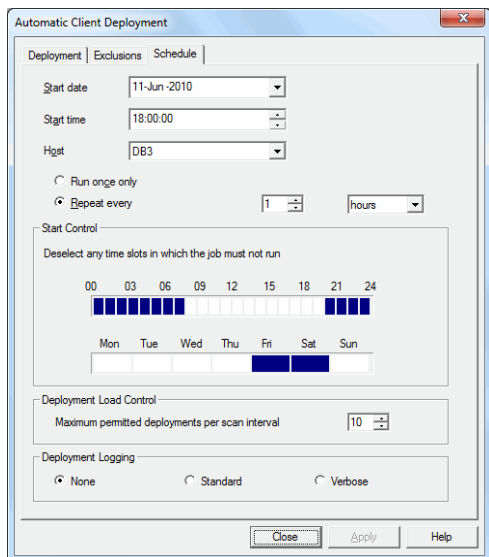 Automatic Client Deployment
Deployment Exclusions Schedule
Start date 11-Jun -2010
Start time 18:00:00
Host DB3
Run once only
Repeat every 1 hours
Start Control
Deselect any time slots in which the job must not run
00 03 06 09 12 15 18 21 24
Mon Tue Wed Thu Fri Sat Sun
Deployment Load Control
Maximum permitted deployments per scan interval 10
Deployment Logging
None Standard Verbose
Close Apply Help